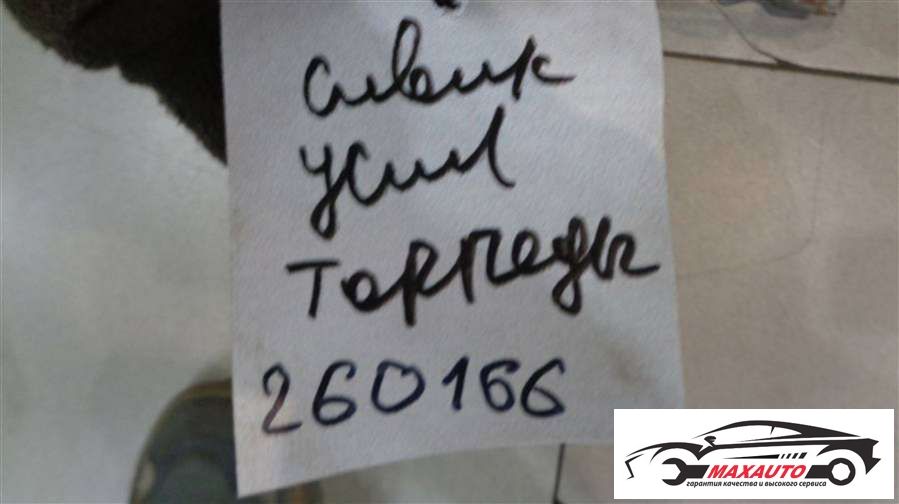 сивик
усил
торпеды
260166
MAXAUTO
гарантия качества и высокого сервиса